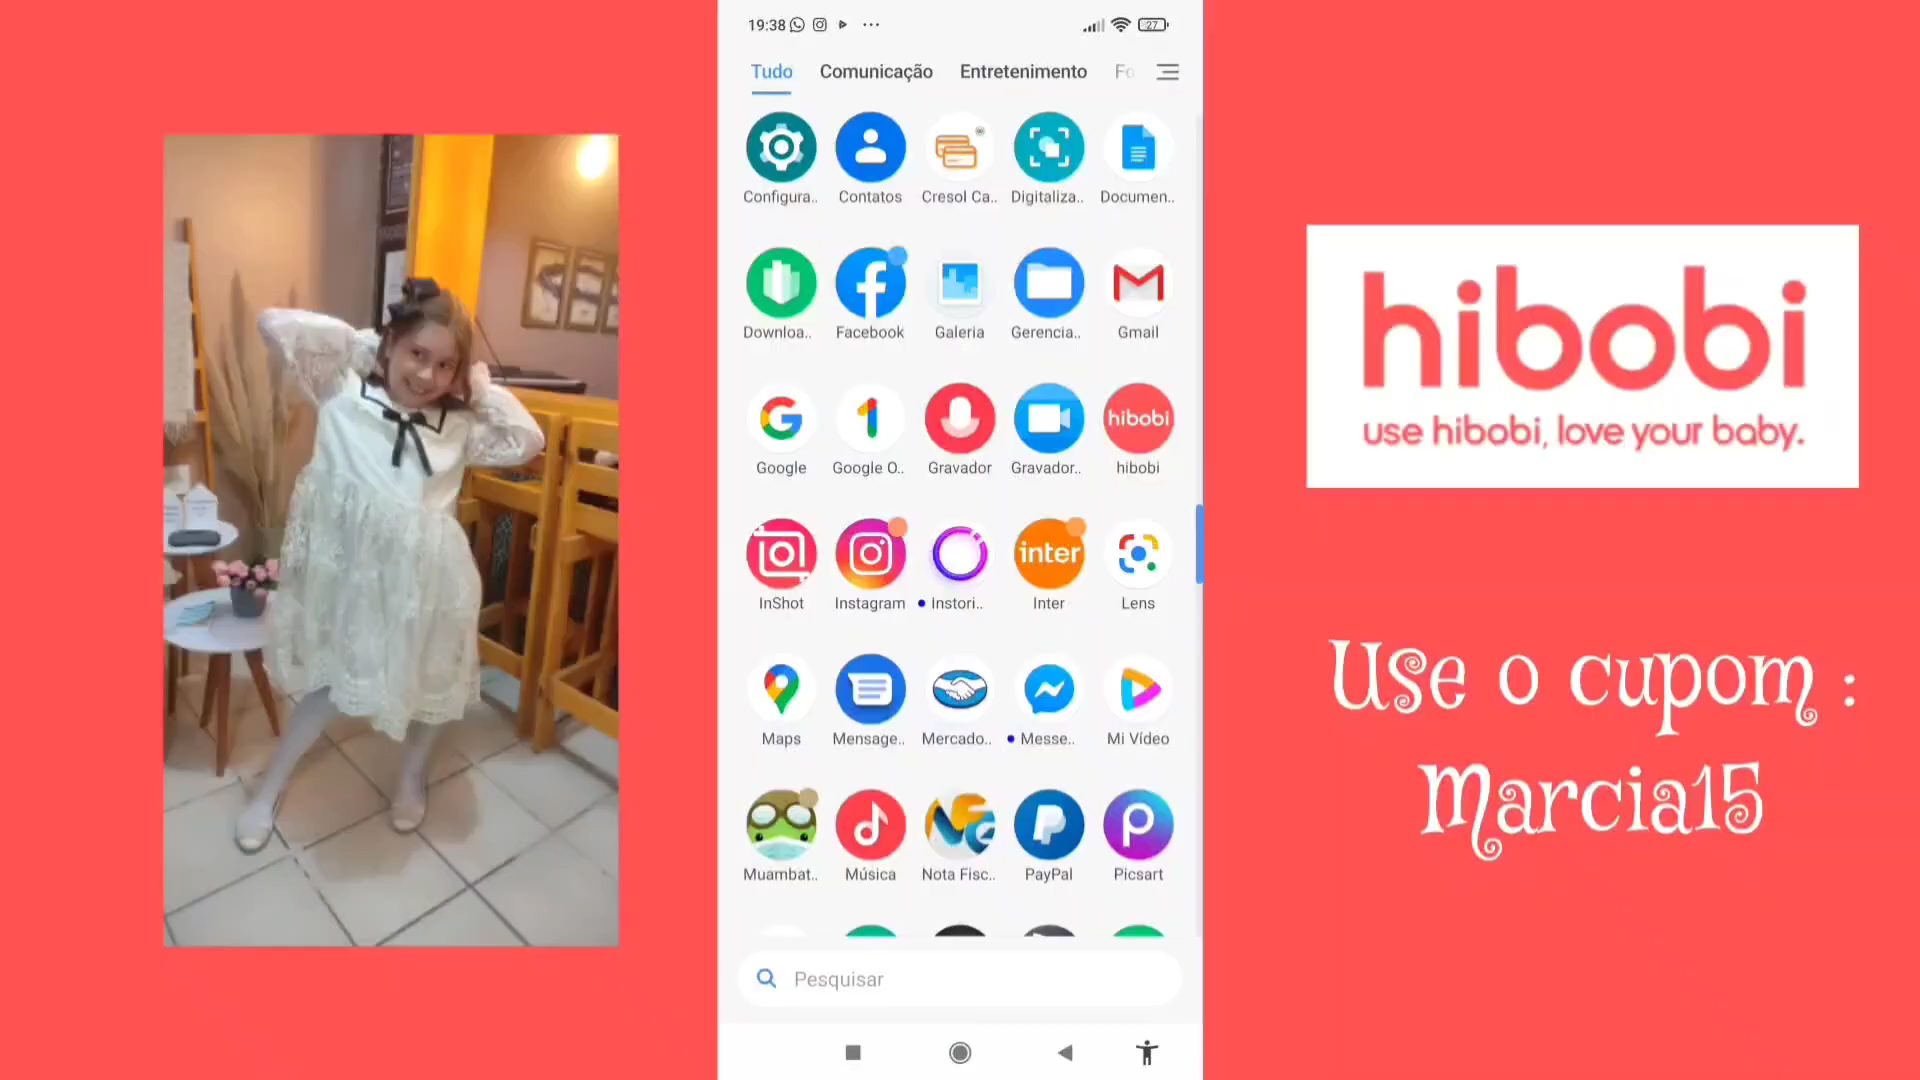 19:38
27
Tudo Comunicação Entretenimento Fo
Configura.. Contatos Cresol Ca.. Digitaliza.. Documen..
Downloa.. Facebook Galeria Gerencia.. Gmail
hibobi
Google Google O.. Gravador Gravador.. hibobi
inter
InShot Instagram Instori.. Inter Lens
Maps Mensage.. Mercado.. Messe.. Mi Vídeo
Muambat.. Música Nota Fisc.. PayPal Picsart
Pesquisar
hibobi
use hibobi, love your baby.
Use o cupom :
Marcia15